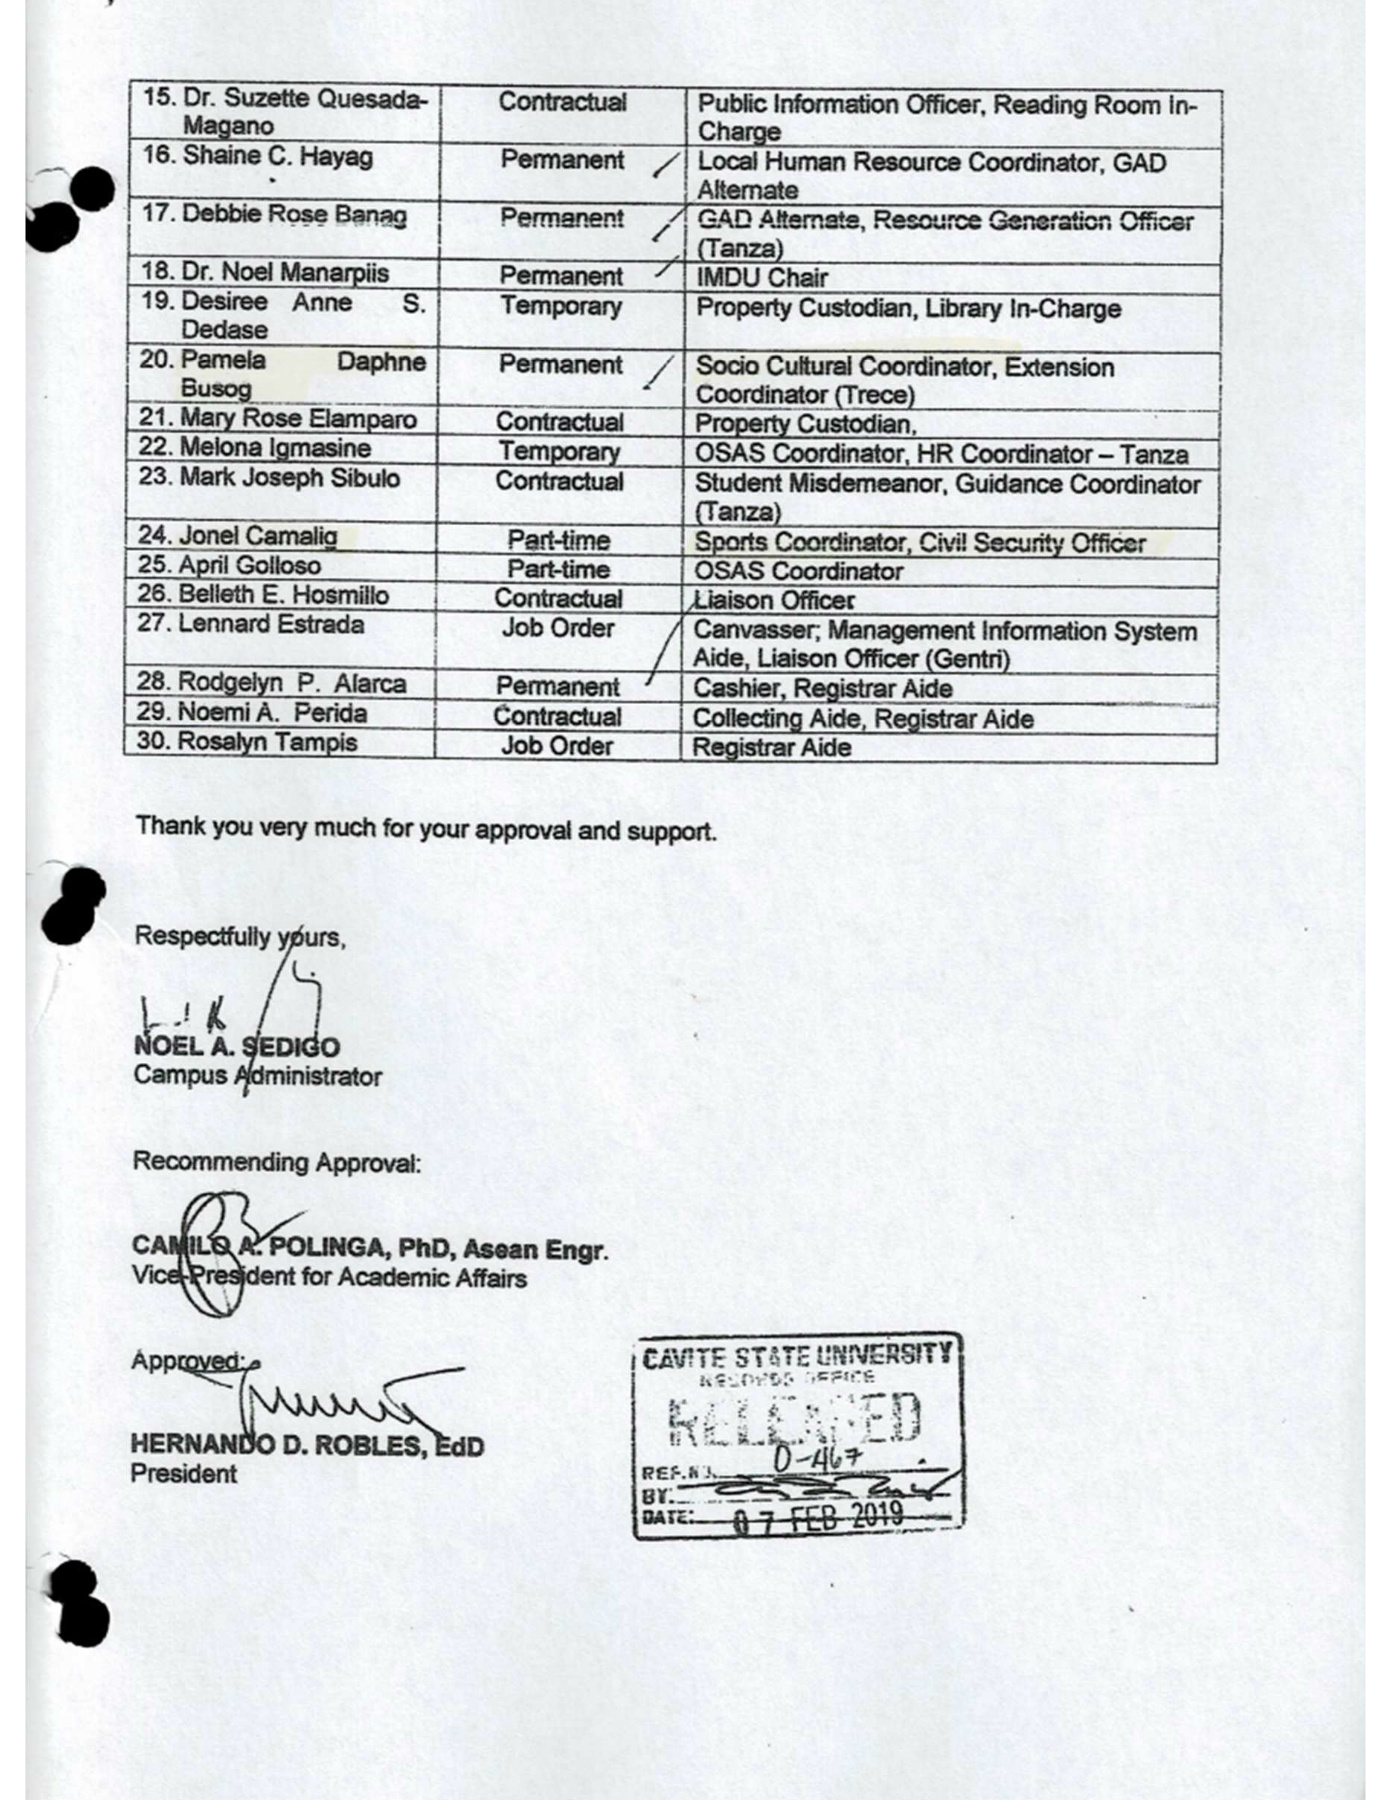 15. Dr. Suzette Quesada-
Magano
Contractual
Public Information Officer, Reading Room In-
Charge
16. Shaine C. Hayag
Permanent
Local Human Resource Coordinator, GAD
Alternate
17. Debbie Rose Banag
Permanent
GAD Alternate, Resource Generation Officer
(Tanza)
18. Dr. Noel Manarpiis
Permanent
IMDU Chair
19. Desiree Anne S.
Dedase
Temporary
Property Custodian, Library In-Charge
20. Pamela Daphne
Busog
Permanent
Socio Cultural Coordinator, Extension
Coordinator (Trece)
21. Mary Rose Elamparo
Contractual
Property Custodian,
22. Melona Igmasine
Temporary
OSAS Coordinator, HR Coordinator – Tanza
23. Mark Joseph Sibulo
Contractual
Student Misdemeanor, Guidance Coordinator
(Tanza)
24. Jonel Camalig
Part-time
Sports Coordinator, Civil Security Officer
25. April Golloso
Part-time
OSAS Coordinator
26. Belleth E. Hosmillo
Contractual
Liaison Officer
27. Lennard Estrada
Job Order
Canvasser; Management Information System
Aide, Liaison Officer (Gentri)
28. Rodgelyn P. Alarca
Permanent
Cashier, Registrar Aide
29. Noemi A. Perida
Contractual
Collecting Aide, Registrar Aide
30. Rosalyn Tampis
Job Order
Registrar Aide
Thank you very much for your approval and support.
Respectfully yours,
NOEL A. SEDIGO
Campus Administrator
Recommending Approval:
CAMILO A. POLINGA, PhD, Asean Engr.
Vice-President for Academic Affairs
Approved:
HERNANDO D. ROBLES, EdD
President
CAVITE STATE UNIVERSITY
RECORDS OFFICE
RELEASED
REF.NO. D-467
BY:
DATE: 07 FEB 2019